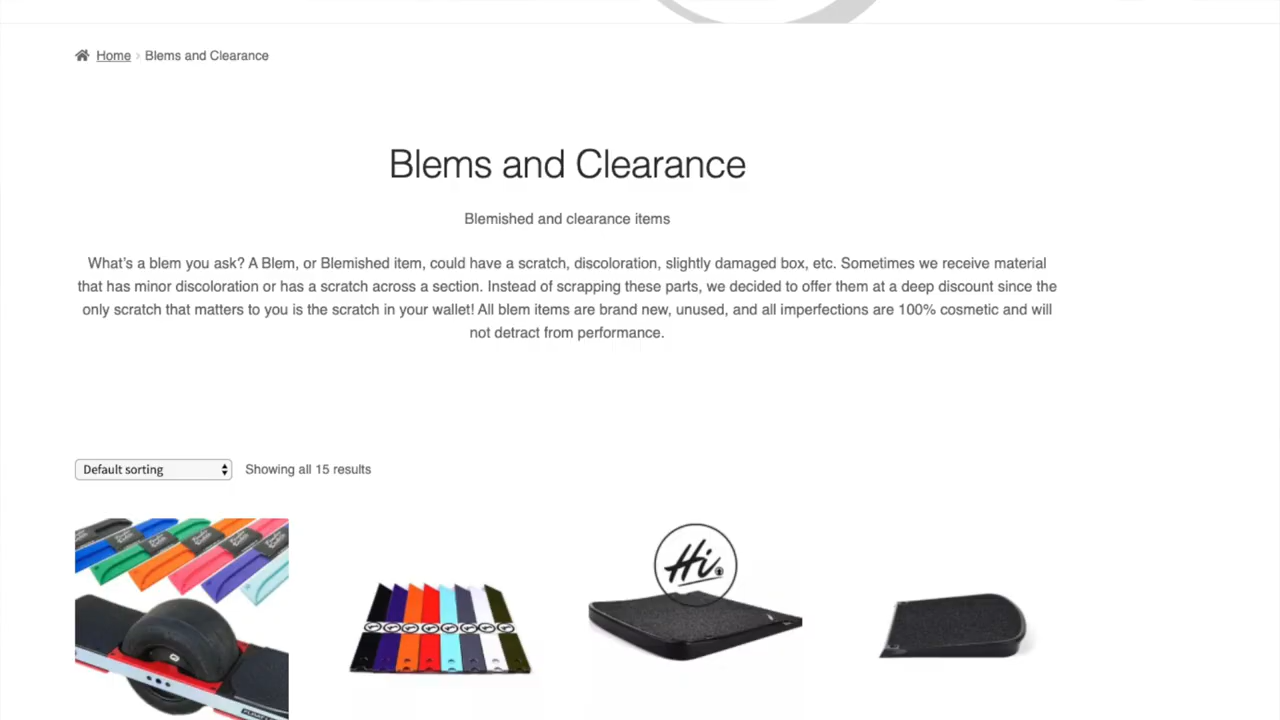 Home › Blems and Clearance
Blems and Clearance
Blemished and clearance items
What's a blem you ask? A Blem, or Blemished item, could have a scratch, discoloration, slightly damaged box, etc. Sometimes we receive material
that has minor discoloration or has a scratch across a section. Instead of scrapping these parts, we decided to offer them at a deep discount since the
only scratch that matters to you is the scratch in your wallet! All blem items are brand new, unused, and all imperfections are 100% cosmetic and will
not detract from performance.
Default sorting
Showing all 15 results
Hi.